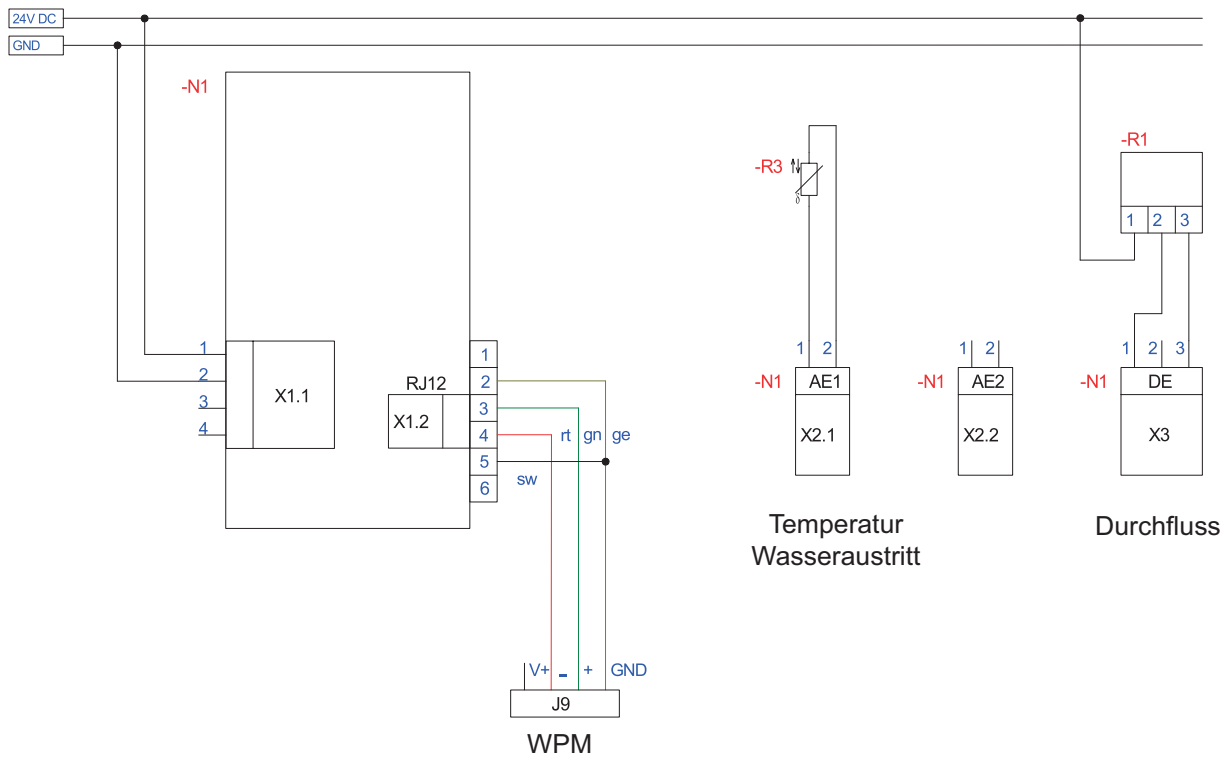 24V DC
GND
-N1
-R1
-R3
1 2 3
1
2
3
4
X1.1
RJ12
X1.2
1
2
3
4
5
6
rt gn ge
sw
1 2
-N1 AE1
X2.1
1 2
-N1 AE2
X2.2
1 2 3
-N1 DE
X3
Temperatur
Wasseraustritt
Durchfluss
V+ - + GND
J9
WPM